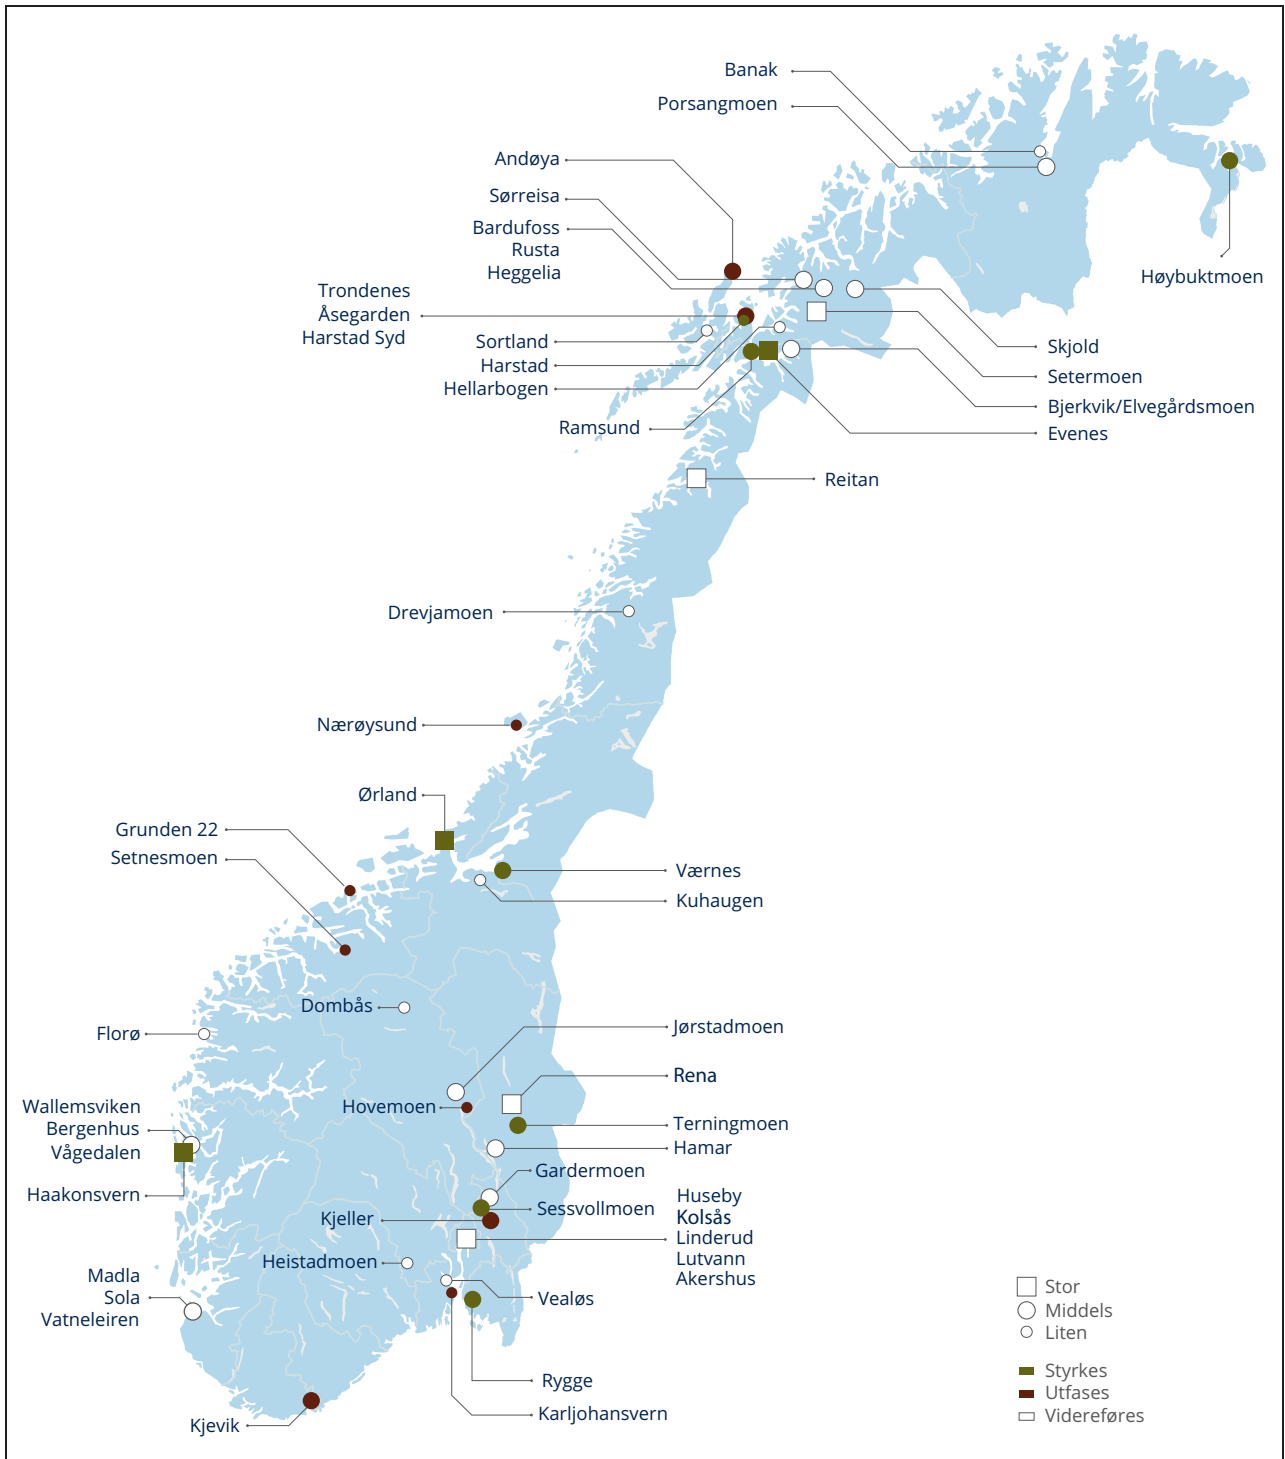 Banak
Porsangmoen
Andøya
Sørreisa
Bardufoss
Rusta
Heggelia
Høybuktmoen
Trondenes
Åsegarden
Harstad Syd
Sortland
Harstad
Hellarbogen
Ramsund
Skjold
Setermoen
Bjerkvik/Elvegårdsmoen
Evenes
Reitan
Drevjamoen
Nærøysund
Ørland
Grunden 22
Setnesmoen
Værnes
Kuhaugen
Dombås
Florø
Jørstadmoen
Rena
Hovemoen
Wallemsviken
Bergenhus
Vågedalen
Haakonsvern
Terningmoen
Hamar
Gardermoen
Sessvollmoen
Kjeller
Huseby
Kolsås
Linderud
Lutvann
Akershus
Heistadmoen
Madla
Sola
Vatneleiren
Vealøs
Rygge
Karljohansvern
Kjevik
Stor
Middels
Liten
Styrkes
Utfases
Videreføres